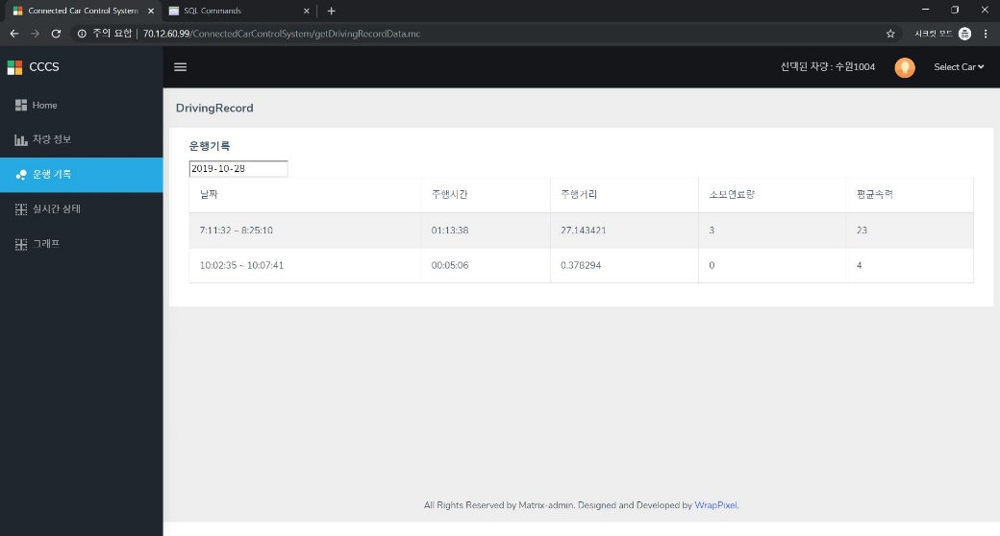 Connected Car Control System
SQL Commands
주의 요함 | 70.12.60.99/ConnectedCarControlSystem/getDrivingRecordData.mc
시크릿 모드
CCCS
선택된 차량 : 수원1004
Select Car
Home
차량 정보
운행 기록
실시간 상태
그래프
DrivingRecord
운행기록
2019-10-28
날짜 주행시간 주행거리 소모연료량 평균속력
7:11:32 ~ 8:25:10 01:13:38 27.143421 3 23
10:02:35 ~ 10:07:41 00:05:06 0.378294 0 4
All Rights Reserved by Matrix-admin. Designed and Developed by WrapPixel.